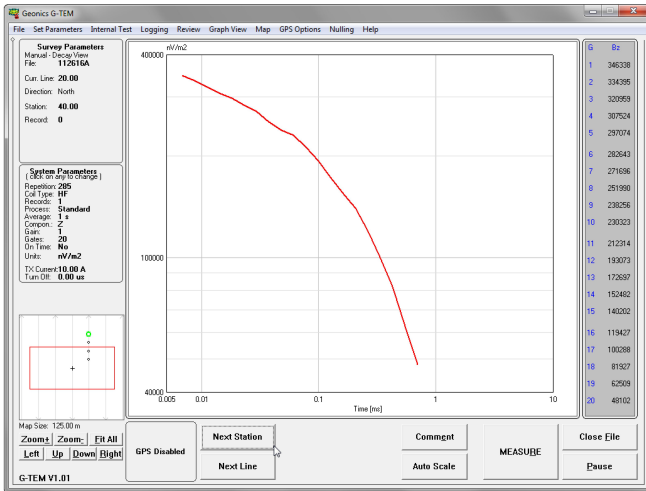 Geonics G-TEM
File Set Parameters Internal Test Logging Review Graph View Map GPS Options Nulling Help
Survey Parameters
Manual - Decay View
File: 112616A
Curr. Line: 20.00
Direction: North
Station: 40.00
Record: 0
System Parameters
( click on any to change )
Repetition: 285
Coil Type: HF
Records: 1
Process: Standard
Average: 1 s
Compon.: Z
Gain: 1
Gates: 20
On Time: No
Units: nV/m2
TX Current: 10.00 A
Turn Off: 0.00 us
Map Size: 125.00 m
Zoom+ Zoom- Fit All
Left Up Down Right
G-TEM V1.01
nV/m2
400000
100000
40000
0.005 0.01 0.1 1 10
Time [ms]
G Bz
1 346338
2 334395
3 320959
4 307524
5 297074
6 282643
7 271696
8 251990
9 238256
10 230323
11 212314
12 193073
13 172697
14 152482
15 140202
16 119427
17 100288
18 81927
19 62509
20 48102
GPS Disabled
Next Station
Next Line
Comment
Auto Scale
MEASURE
Close File
Pause